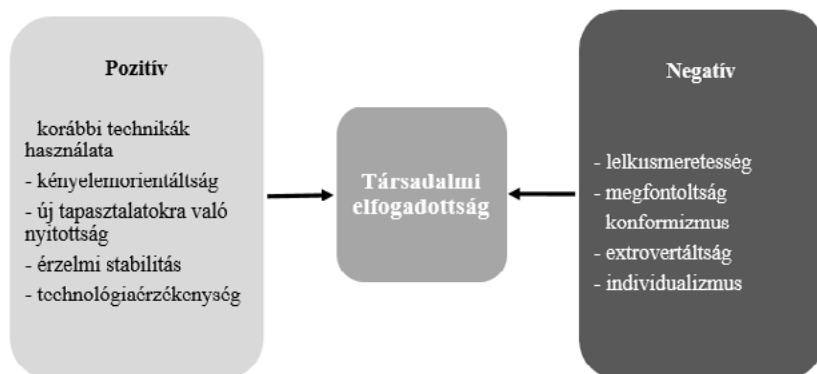 Pozitív
korábbi technikák
használata
- kényelemorientáltság
- új tapasztalatokra való
nyitottság
- érzelmi stabilitás
- technológiaérzékenység
Társadalmi
elfogadottság
Negatív
- lelkiismeretesség
- megfontoltság
konformizmus
- extrovertáltság
- individualizmus